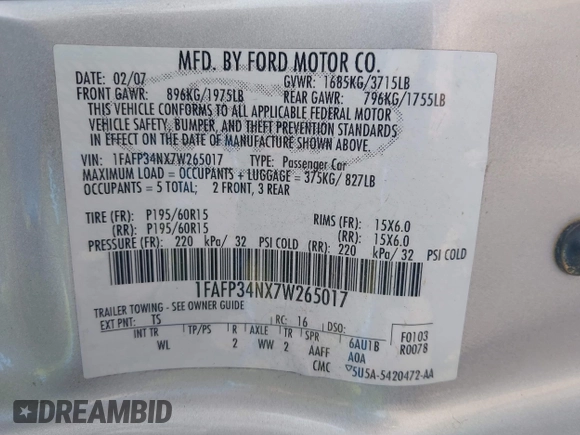 MFD. BY FORD MOTOR CO.
DATE: 02/07 GVWR: 1685KG/3715LB
FRONT GAWR: 896KG/1975LB REAR GAWR: 796KG/1755LB
THIS VEHICLE CONFORMS TO ALL APPLICABLE FEDERAL MOTOR
VEHICLE SAFETY, BUMPER, AND THEFT PREVENTION STANDARDS
IN EFFECT ON THE DATE OF MANUFACTURE SHOWN ABOVE.
VIN: 1FAFP34NX7W265017 TYPE: Passenger Car
MAXIMUM LOAD = OCCUPANTS + LUGGAGE = 375KG/ 827LB
OCCUPANTS = 5 TOTAL; 2 FRONT, 3 REAR
TIRE (FR): P195/60R15 RIMS (FR): 15X6.0
(RR): P195/60R15 (RR): 15X6.0
PRESSURE (FR): 220 kPa/ 32 PSI COLD (RR): 220 kPa/ 32 PSI COLD
1FAFP34NX7W265017
TRAILER TOWING - SEE OWNER GUIDE
EXT PNT: TS RC: 16 DSO: F0103
INT TR TP/PS R AXLE TR SPR 6AU1B R0078
WL 2 WW 2 AAFF A0A
CMC ▽5U5A-5420472-AA
DREAMBID